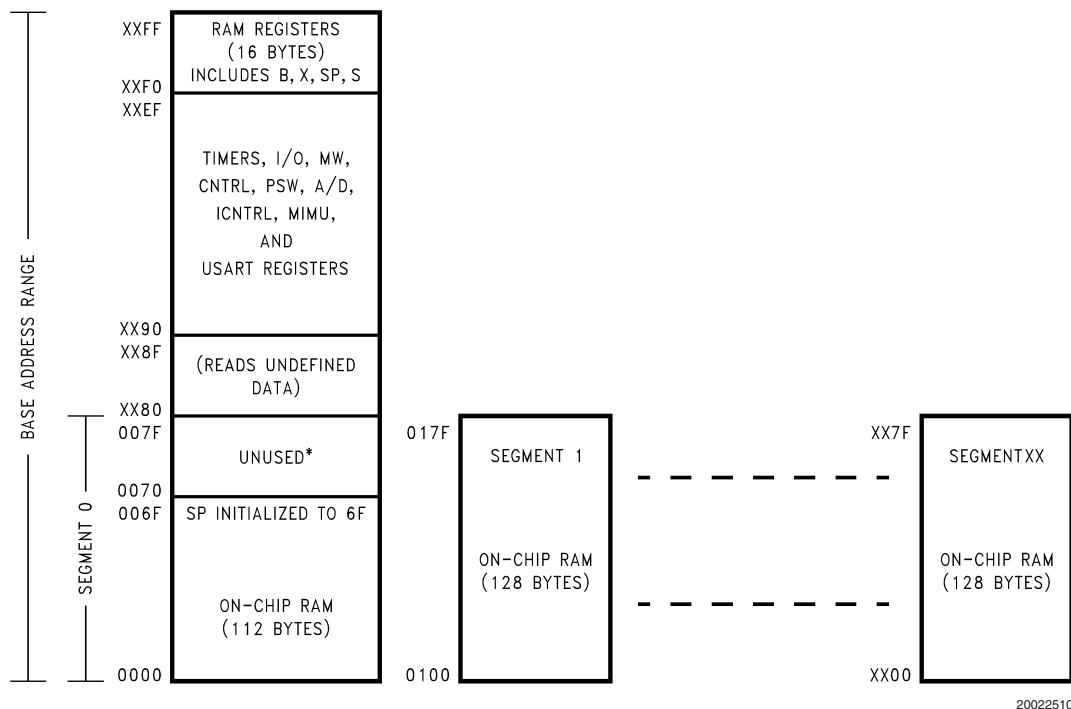 XXFF
RAM REGISTERS
(16 BYTES)
INCLUDES B, X, SP, S
XXF0
XXEF
TIMERS, I/O, MW,
CNTRL, PSW, A/D,
ICNTRL, MIMU,
AND
USART REGISTERS
XX90
XX8F
(READS UNDEFINED
DATA)
XX80
007F
UNUSED*
0070
006F
SP INITIALIZED TO 6F
ON-CHIP RAM
(112 BYTES)
0000
BASE ADDRESS RANGE
SEGMENT 0
017F
SEGMENT 1
ON-CHIP RAM
(128 BYTES)
0100
XX7F
SEGMENT XX
ON-CHIP RAM
(128 BYTES)
XX00
20022510